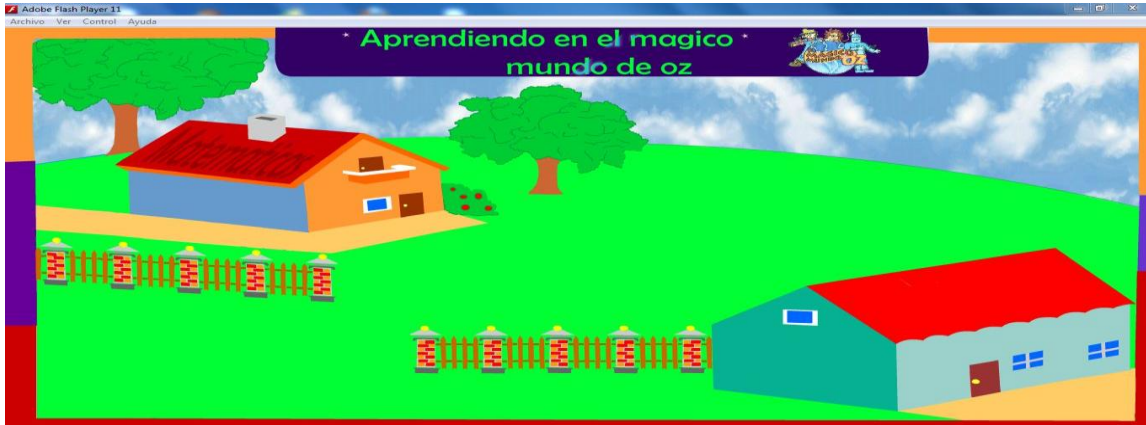 Adobe Flash Player 11
Archivo Ver Control Ayuda
Aprendiendo en el magico
mundo de oz